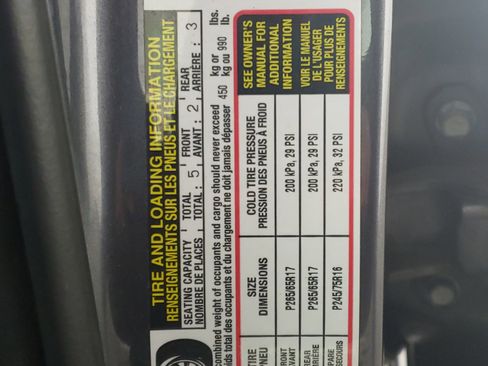 TIRE AND LOADING INFORMATION
RENSEIGNEMENTS SUR LES PNEUS ET LE CHARGEMENT
SEATING CAPACITY TOTAL 5 FRONT 2 REAR 3
NOMBRE DE PLACES TOTAL : AVANT : ARRIÈRE :
combined weight of occupants and cargo should never exceed 450 kg or 990 lbs.
poids total des occupants et du chargement ne doit jamais dépasser kg ou lb.
TIRE SIZE COLD TIRE PRESSURE SEE OWNER'S MANUAL FOR ADDITIONAL INFORMATION
PNEU DIMENSIONS PRESSION DES PNEUS À FROID VOIR LE MANUEL DE L'USAGER POUR PLUS DE RENSEIGNEMENTS
FRONT AVANT P265/65R17 200 kPa, 29 PSI
REAR ARRIÈRE P265/65R17 200 kPa, 29 PSI
SPARE SECOURS P245/75R16 220 kPa, 32 PSI